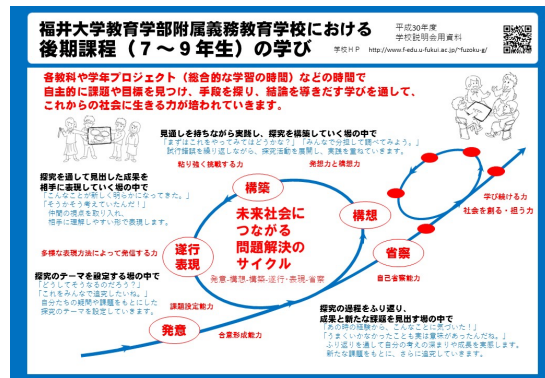 福井大学教育学部附属義務教育学校における
後期課程（７～９年生）の学び
平成30年度
学校説明会用資料
学校ＨＰ http://www.f-edu.u-fukui.ac.jp/~fuzoku-g/
各教科や学年プロジェクト（総合的な学習の時間）などの時間で
自主的に課題や目標を見つけ、手段を探り、結論を導きだす学びを通して、
これからの社会に生きる力が培われていきます。
見通しを持ちながら実践し、探究を構築していく場の中で
「まずはこれをやってみてはどうかな？」「みんなで分担して調べてみよう。」
試行錯誤を繰り返しながら、探究活動を展開し、実践を重ねていきます。
粘り強く挑戦する力
発想力と構想力
探究を通して見出した成果を
相手に表現していく場の中で
「こんなことが新しく明らかになってきた。」
「そうかそう考えていたんだ！」
仲間の視点を取り入れ、
相手に理解しやすい形で表現します。
構築
構想
未来社会に
つながる
問題解決の
サイクル
発意-構想-構築-遂行・表現-省察
学び続ける力
社会を創る・担う力
多様な表現方法によって発信する力
遂行
表現
省察
自己省察能力
探究のテーマを設定する場の中で
「どうしてそうなるのだろう？」
「これをみんなで追究したいね。」
自分たちの疑問や課題をもとにした
探究のテーマを設定していきます。
課題設定能力
発意
合意形成能力
探究の過程をふり返り、
成果と新たな課題を見出す場の中で
「あの時の経験から、こんなことに気づいた！」
「うまくいかなかったことも実は意味があったんだね。」
ふり返りを通して自分の考えの深まりや成長を実感します。
新たな課題をもとに、さらに追究していきます。